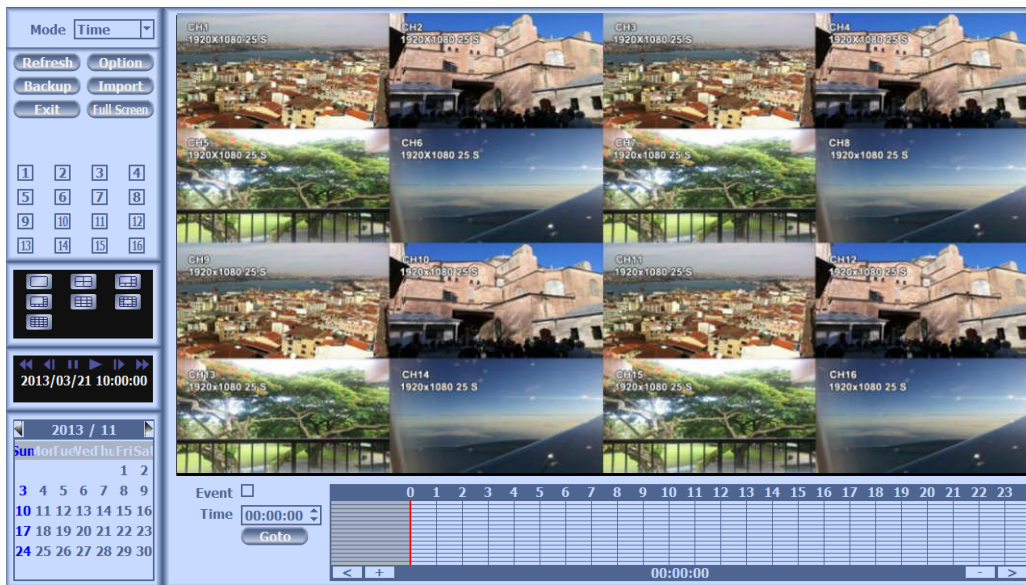 Mode Time
Refresh Option
Backup Import
Exit Full Screen
1 2 3 4
5 6 7 8
9 10 11 12
13 14 15 16
2013/03/21 10:00:00
2013 / 11
Sun Mon Tue Wed Thu Fri Sat
1 2
3 4 5 6 7 8 9
10 11 12 13 14 15 16
17 18 19 20 21 22 23
24 25 26 27 28 29 30
CH1
1920X1080 25 S
CH2
1920X1080 25 S
CH3
1920X1080 25 S
CH4
1920X1080 25 S
CH5
1920X1080 25 S
CH6
1920X1080 25 S
CH7
1920X1080 25 S
CH8
1920X1080 25 S
CH9
1920x1080 25 S
CH10
1920x1080 25 S
CH11
1920x1080 25 S
CH12
1920x1080 25 S
CH13
1920x1080 25 S
CH14
1920x1080 25 S
CH15
1920x1080 25 S
CH16
1920x1080 25 S
Event
Time 00:00:00
Goto
0 1 2 3 4 5 6 7 8 9 10 11 12 13 14 15 16 17 18 19 20 21 22 23
< + 00:00:00 - >